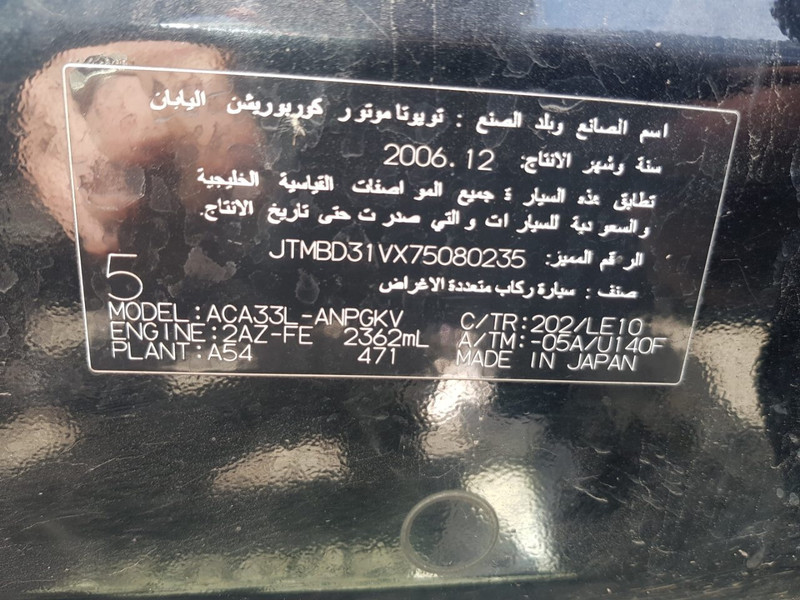 اسم الصانع وبلد الصنع : تويوتا موتور كوربوريشن اليابان
سنة وشهر الانتاج: 2006.12
تطابق هذه السيارة جميع المواصفات القياسية الخليجية
والسعودية للسيارات والتي صدرت حتى تاريخ الانتاج.
الرقم المميز: JTMBD31VX75080235
صنف : سيارة ركاب متعددة الاغراض
5
MODEL:ACA33L-ANPGKV C/TR:202/LE10
ENGINE:2AZ-FE 2362mL A/TM:-05A/U140F
PLANT:A54 471 MADE IN JAPAN